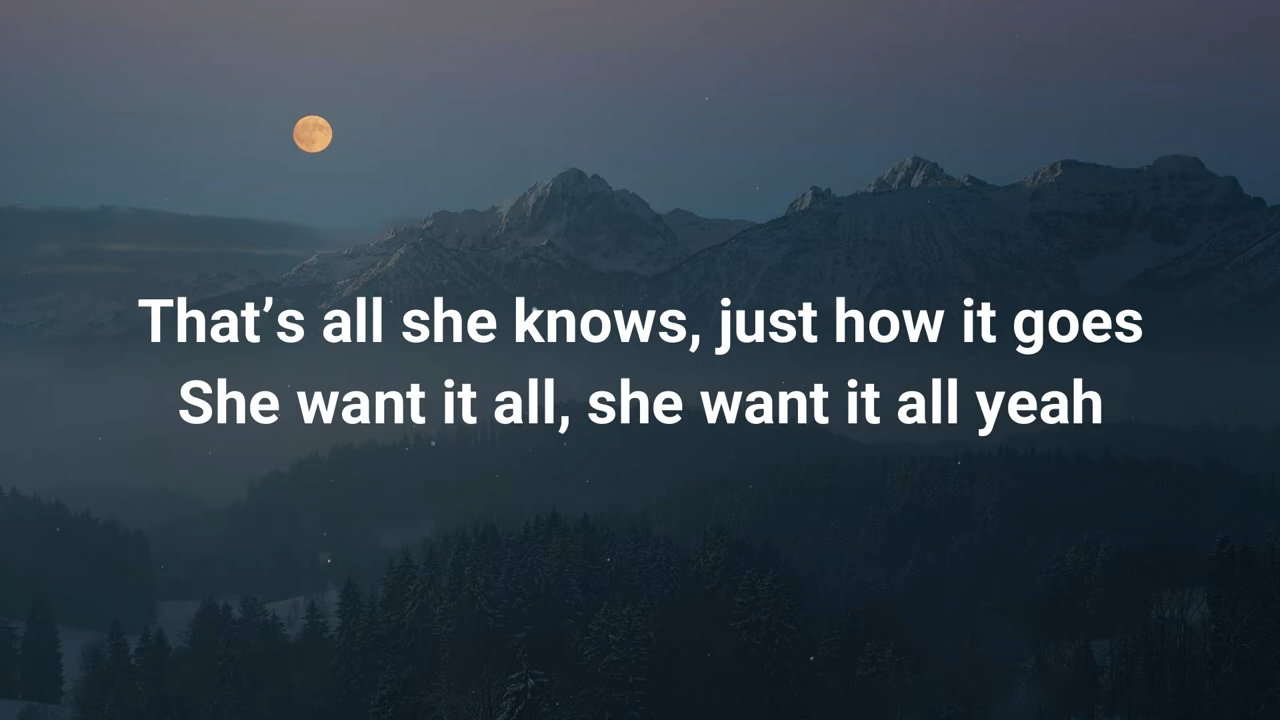 That’s all she knows, just how it goes
She want it all, she want it all yeah